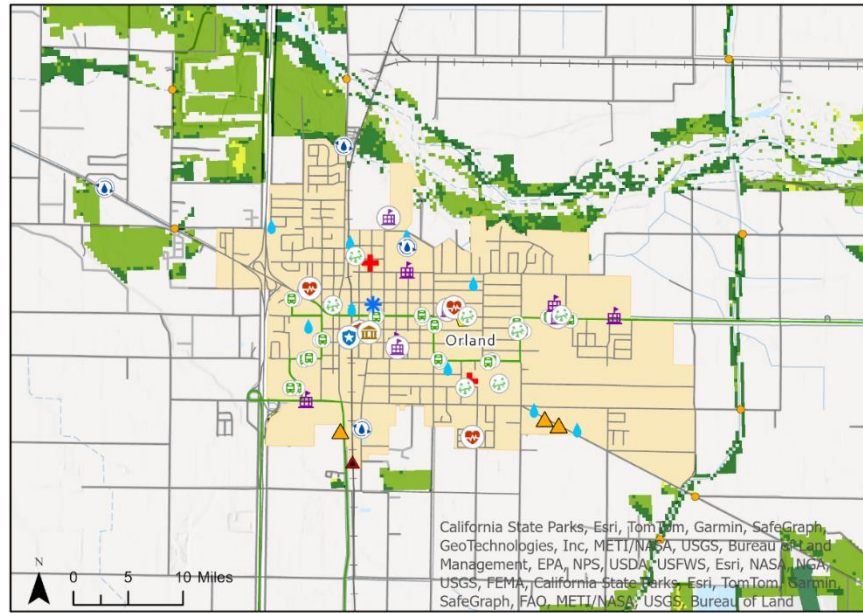 Orland
California State Parks, Esri, TomTom, Garmin, SafeGraph,
GeoTechnologies, Inc, METI/NASA, USGS, Bureau of Land
Management, EPA, NPS, USDA, USFWS, Esri, NASA, NGA,
USGS, FEMA, California State Parks, Esri, TomTom, Garmin,
SafeGraph, FAO, METI/NASA, USGS, Bureau of Land
N
0 5 10 Miles